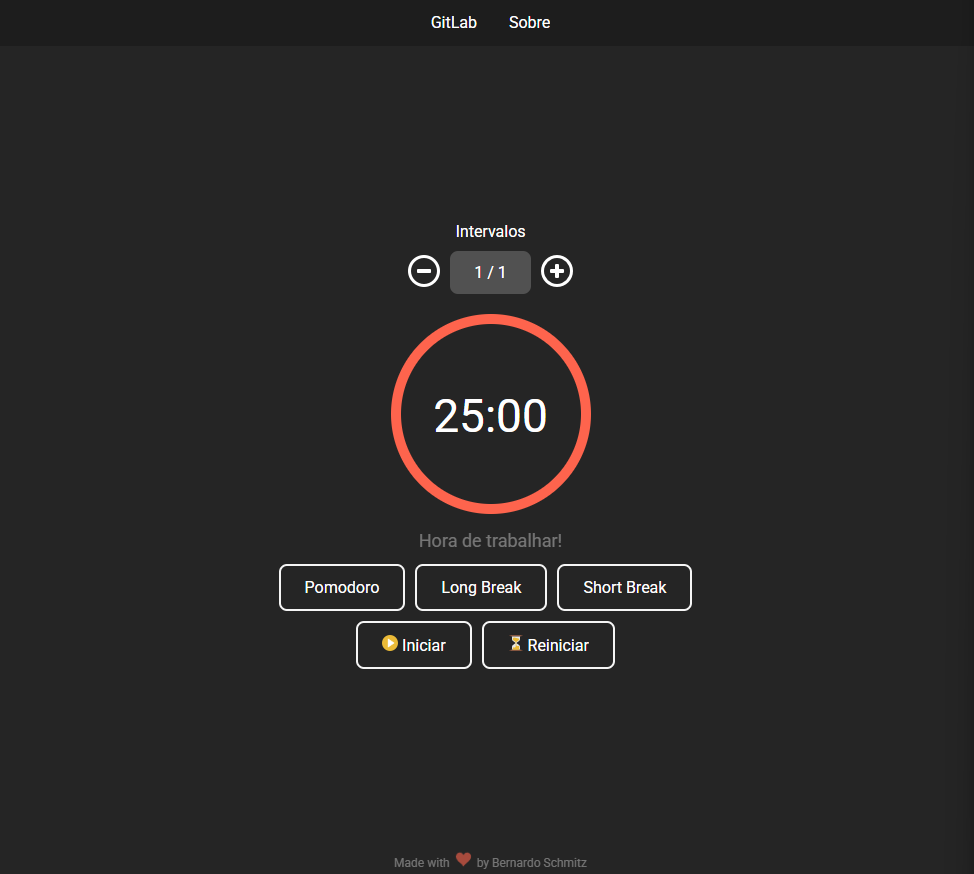 GitLab Sobre
Intervalos
1 / 1
25:00
Hora de trabalhar!
Pomodoro Long Break Short Break
Iniciar Reiniciar
Made with by Bernardo Schmitz